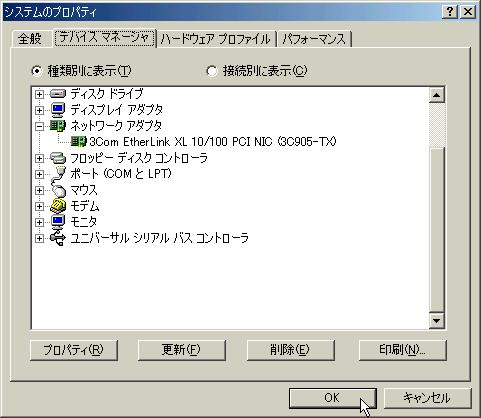 システムのプロパティ
全般 デバイス マネージャ ハードウェア プロファイル パフォーマンス
種類別に表示(T) 接続別に表示(C)
ディスク ドライブ
ディスプレイ アダプタ
ネットワーク アダプタ
3Com EtherLink XL 10/100 PCI NIC (3C905-TX)
フロッピー ディスク コントローラ
ポート (COM と LPT)
マウス
モデム
モニタ
ユニバーサル シリアル バス コントローラ
プロパティ(R) 更新(F) 削除(E) 印刷(N)...
OK キャンセル